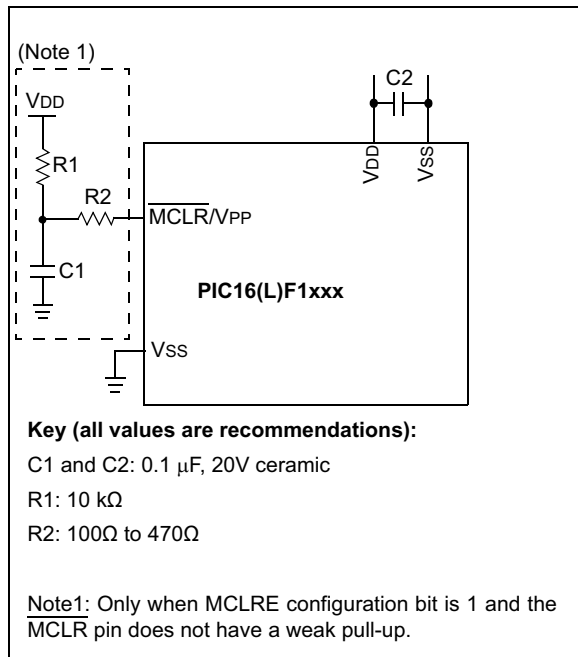 (Note 1)
C2
VDD
R1
R2
C1
VDD
VSS
MCLR/VPP
PIC16(L)F1xxx
VSS
Key (all values are recommendations):
C1 and C2: 0.1 μF, 20V ceramic
R1: 10 kΩ
R2: 100Ω to 470Ω
Note1: Only when MCLRE configuration bit is 1 and the
MCLR pin does not have a weak pull-up.